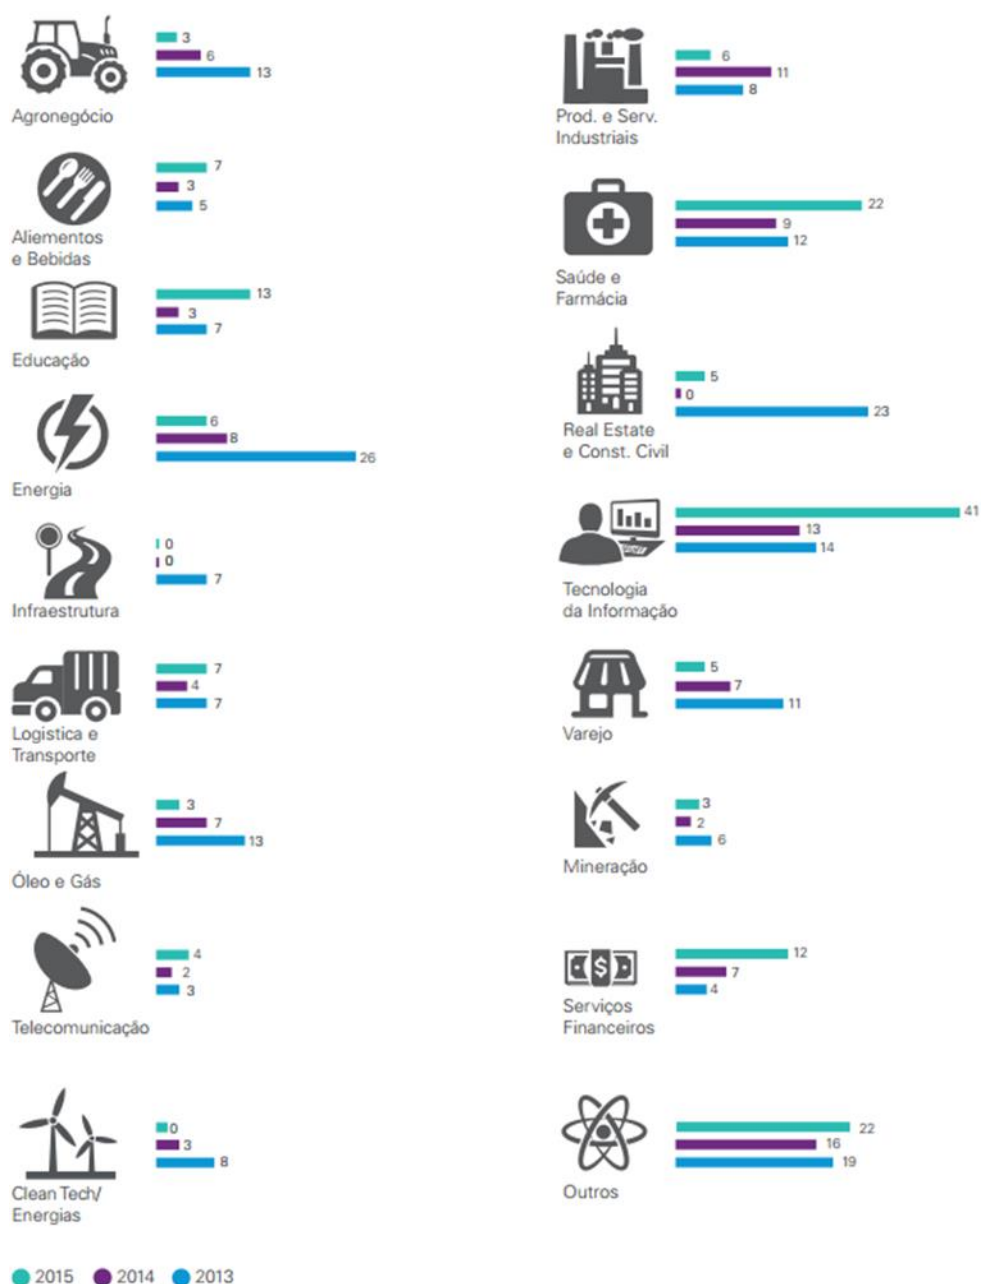 3
6
13
Agronegócio
7
3
5
Aliementos
e Bebidas
13
3
7
Educação
6
8
26
Energia
0
0
7
Infraestrutura
7
4
7
Logistica e
Transporte
3
7
13
Óleo e Gás
4
2
3
Telecomunicação
0
3
8
Clean Tech/
Energias
6
11
8
Prod. e Serv.
Industriais
22
9
12
Saúde e
Farmácia
5
0
23
Real Estate
e Const. Civil
41
13
14
Tecnologia
da Informação
5
7
11
Varejo
3
2
6
Mineração
$
12
7
4
Serviços
Financeiros
22
16
19
Outros
2015 2014 2013